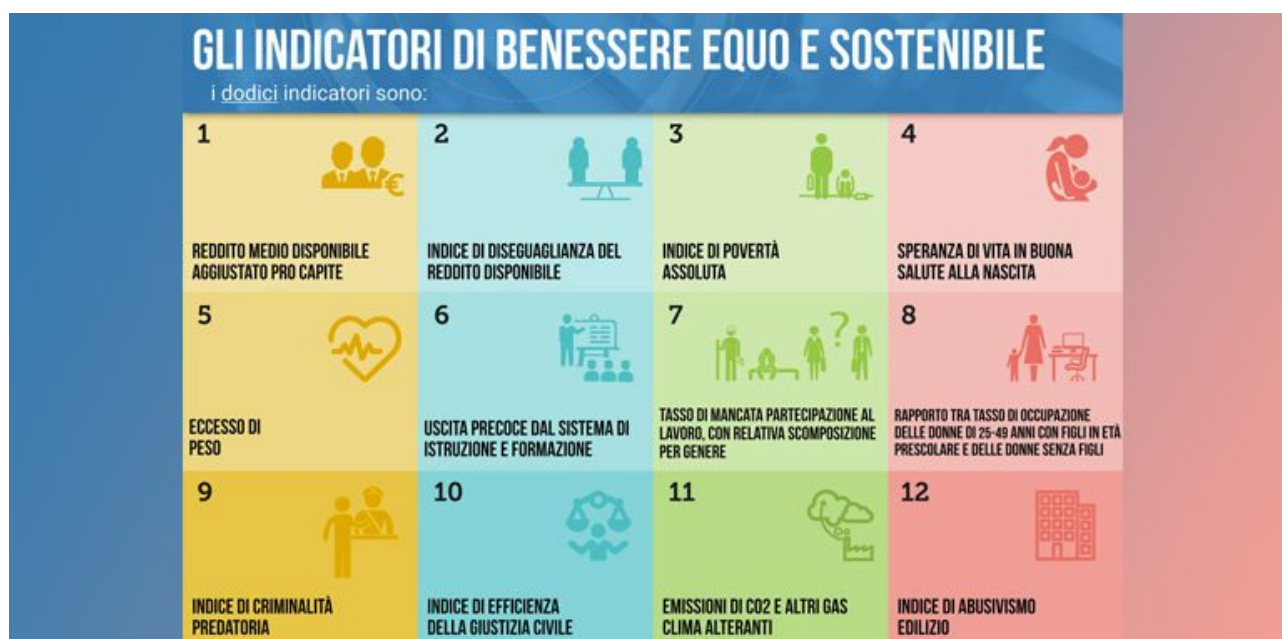 GLI INDICATORI DI BENESSERE EQUO E SOSTENIBILE
i dodici indicatori sono:
1
REDDITO MEDIO DISPONIBILE
AGGIUSTATO PRO CAPITE
2
INDICE DI DISEGUAGLIANZA DEL
REDDITO DISPONIBILE
3
INDICE DI POVERTÀ
ASSOLUTA
4
SPERANZA DI VITA IN BUONA
SALUTE ALLA NASCITA
5
ECCESSO DI
PESO
6
USCITA PRECOCE DAL SISTEMA DI
ISTRUZIONE E FORMAZIONE
7
TASSO DI MANCATA PARTECIPAZIONE AL
LAVORO, CON RELATIVA SCOMPOSIZIONE
PER GENERE
8
RAPPORTO TRA TASSO DI OCCUPAZIONE
DELLE DONNE DI 25-49 ANNI CON FIGLI IN ETÀ
PRESCOLARE E DELLE DONNE SENZA FIGLI
9
INDICE DI CRIMINALITÀ
PREDATORIA
10
INDICE DI EFFICIENZA
DELLA GIUSTIZIA CIVILE
11
EMISSIONI DI CO2 E ALTRI GAS
CLIMA ALTERANTI
12
INDICE DI ABUSIVISMO
EDILIZIO